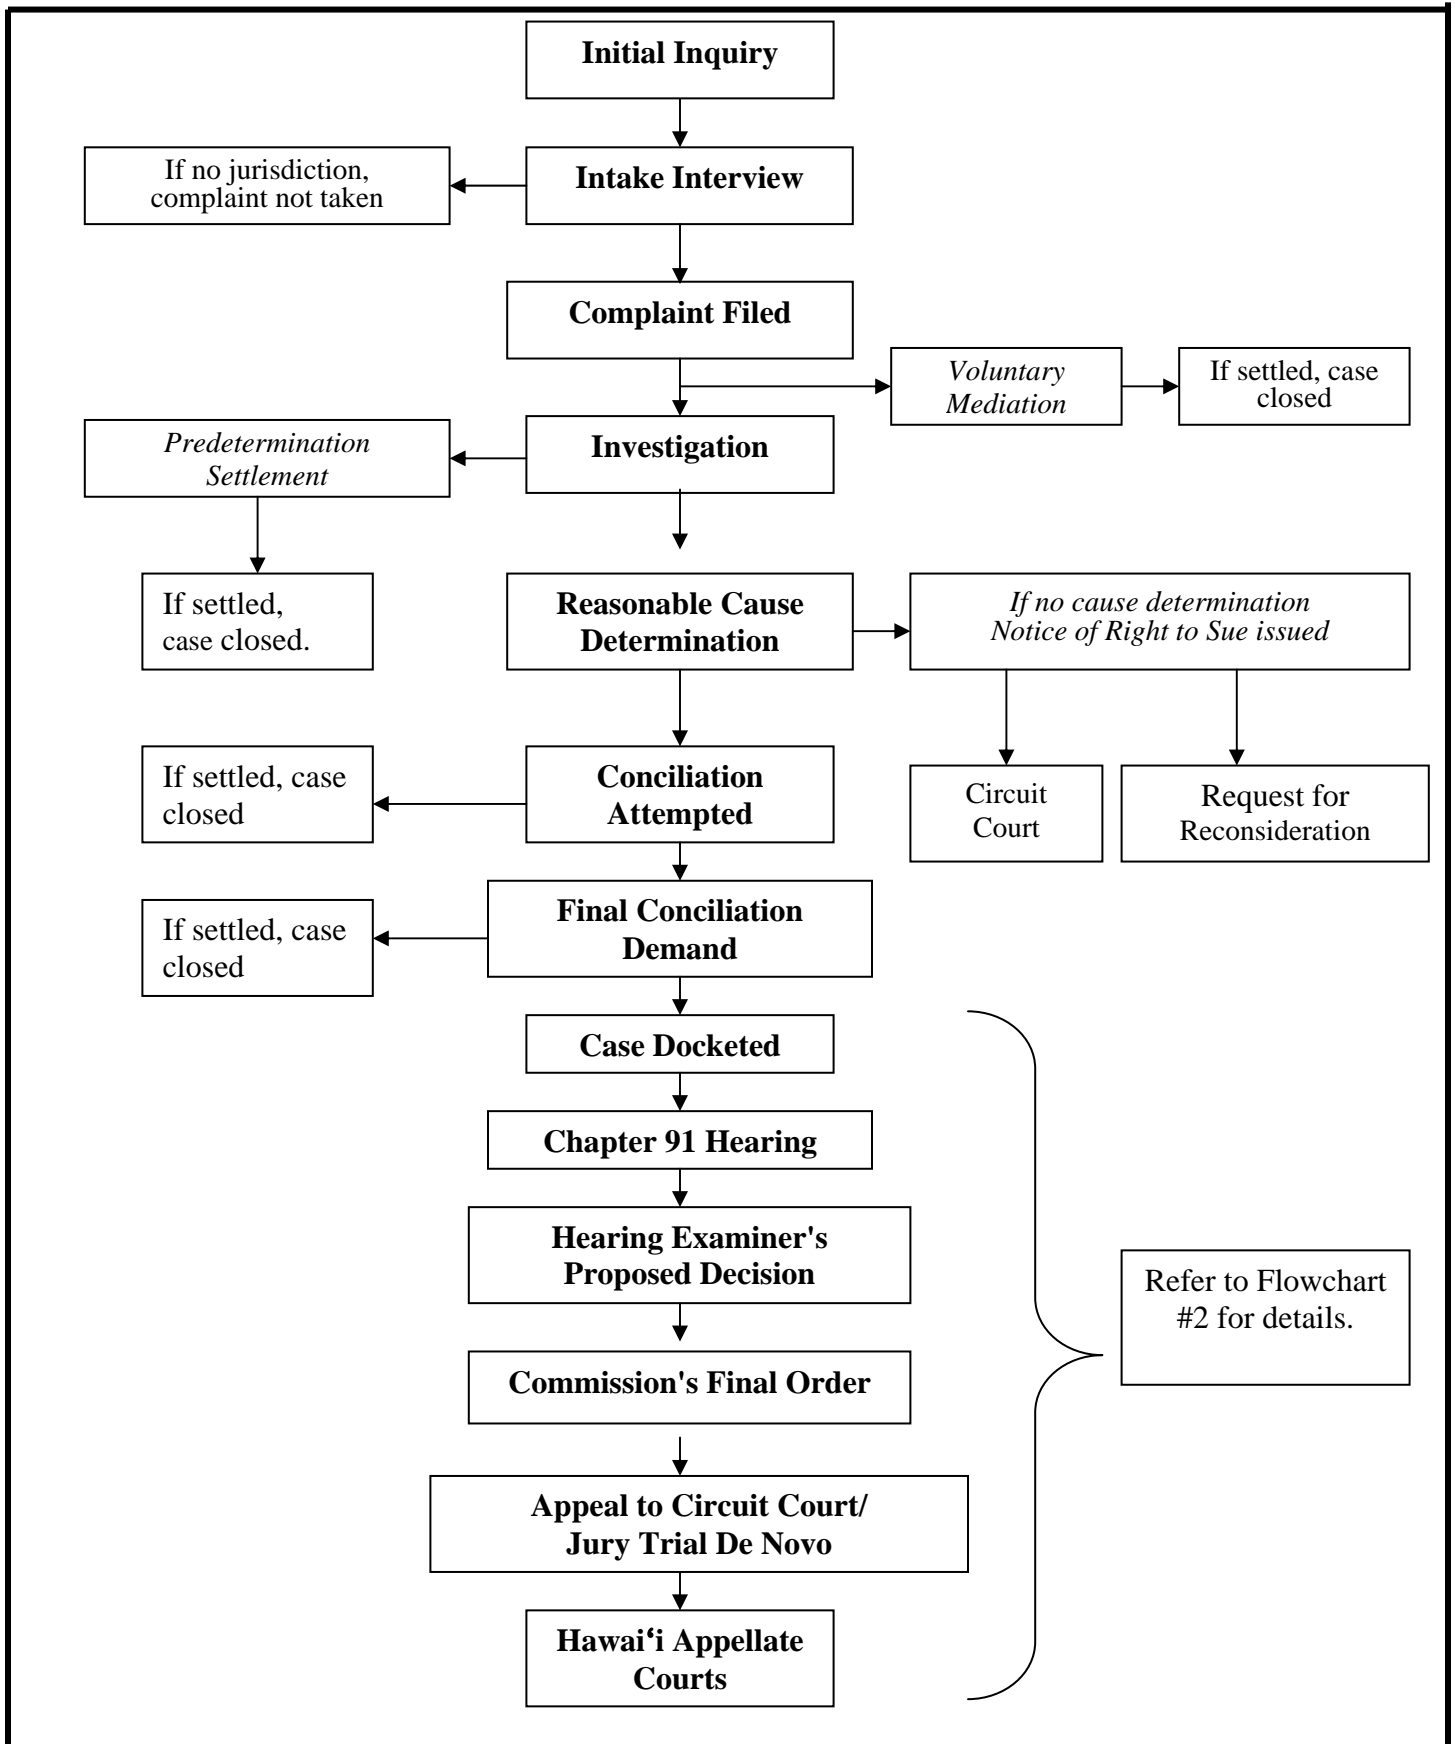 Initial Inquiry
If no jurisdiction,
complaint not taken
Intake Interview
Complaint Filed
Voluntary
Mediation
If settled, case
closed
Predetermination
Settlement
Investigation
If settled,
case closed.
Reasonable Cause
Determination
If no cause determination
Notice of Right to Sue issued
If settled, case
closed
Conciliation
Attempted
Circuit
Court
Request for
Reconsideration
If settled, case
closed
Final Conciliation
Demand
Case Docketed
Chapter 91 Hearing
Hearing Examiner's
Proposed Decision
Refer to Flowchart
#2 for details.
Commission's Final Order
Appeal to Circuit Court/
Jury Trial De Novo
Hawaiʻi Appellate
Courts